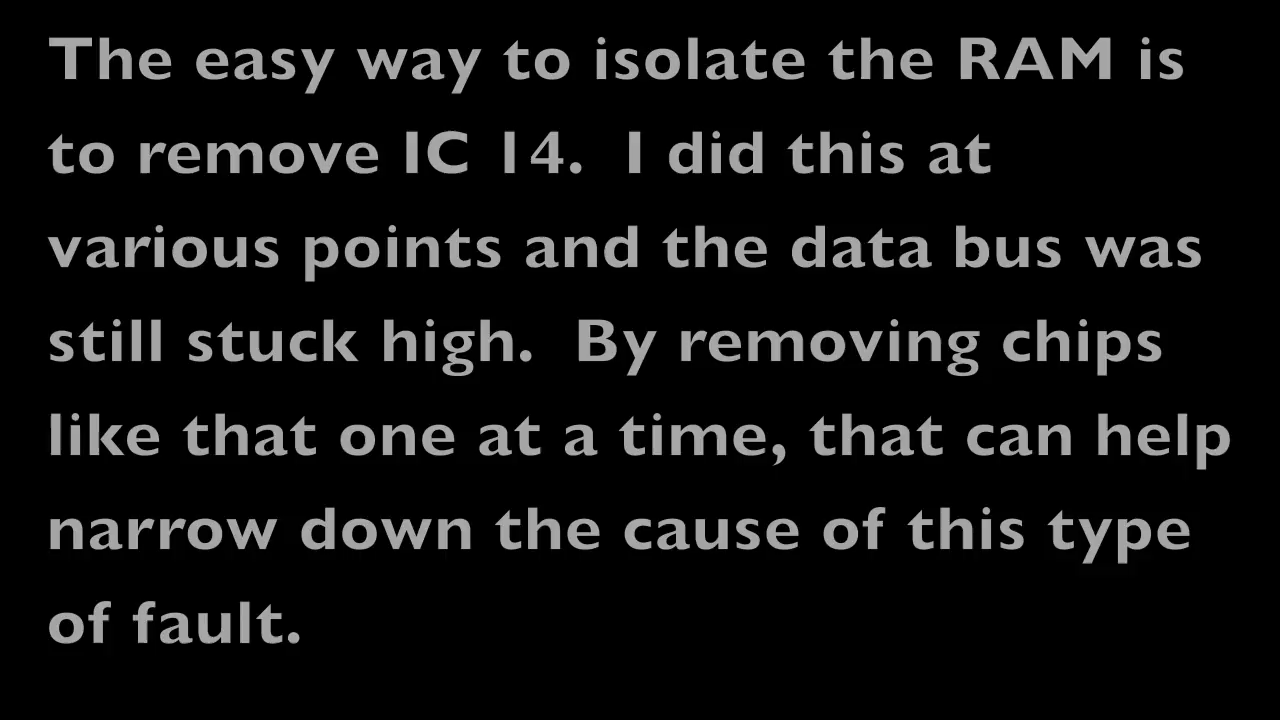 The easy way to isolate the RAM is
to remove IC 14.  I did this at
various points and the data bus was
still stuck high.  By removing chips
like that one at a time, that can help
narrow down the cause of this type
of fault.